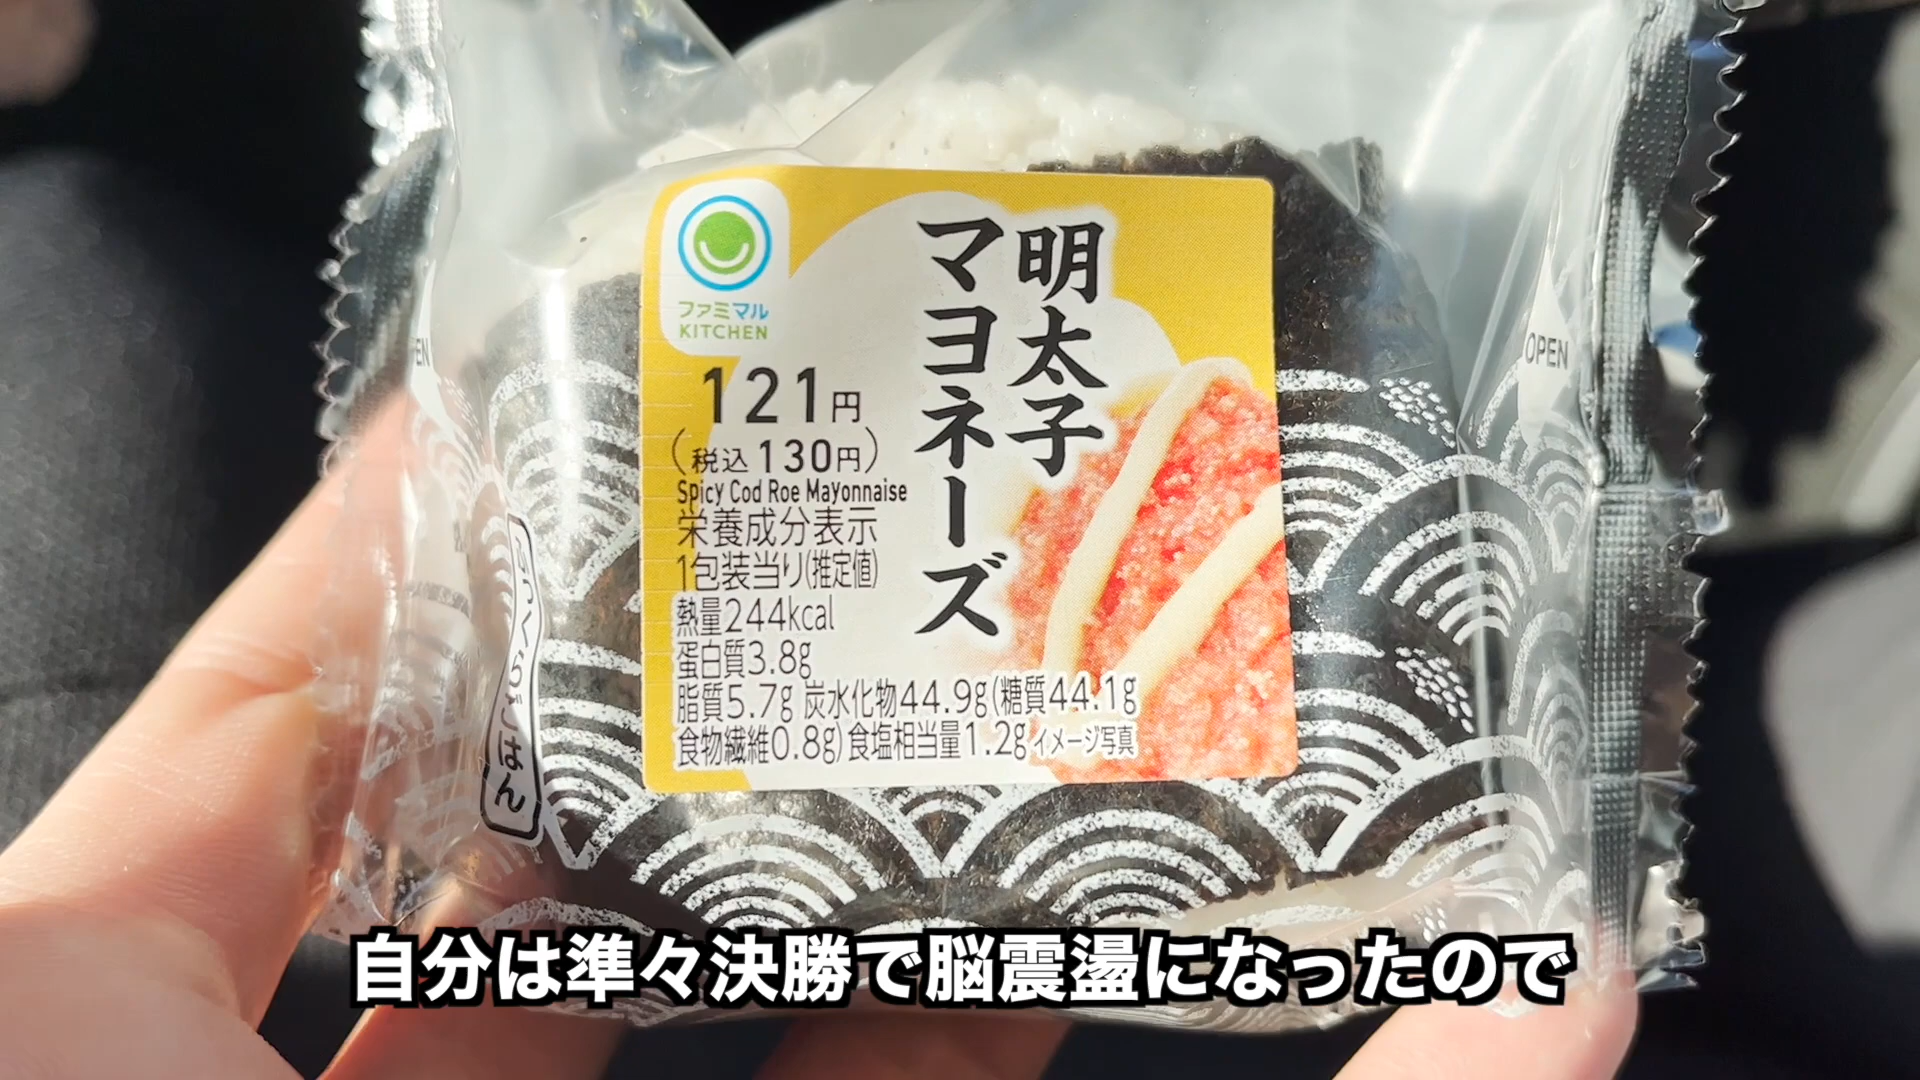 ファミマル
KITCHEN
明太子
マヨネーズ
121円
(税込130円)
Spicy Cod Roe Mayonnaise
栄養成分表示
1包装当り(推定値)
熱量244kcal
蛋白質3.8g
脂質5.7g 炭水化物44.9g(糖質44.1g
食物繊維0.8g)食塩相当量1.2g イメージ写真
OPEN
EN
ふっくらごはん
自分は準々決勝で脳震盪になったので